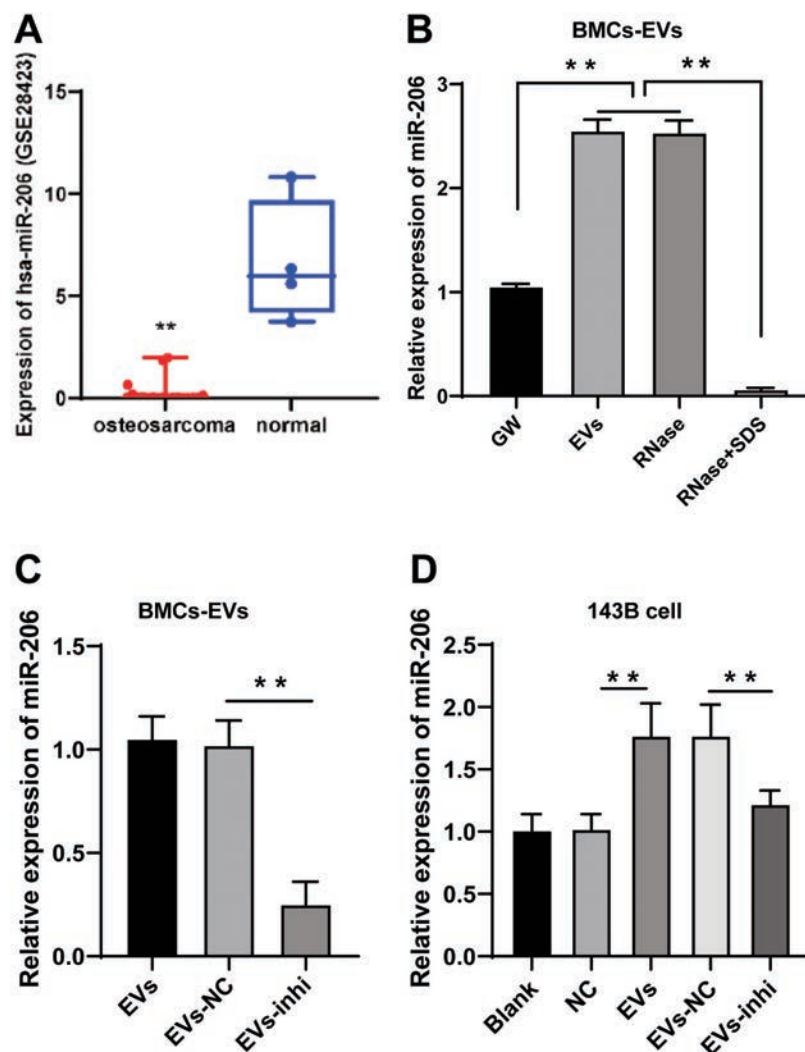 A
Expression of hsa-miR-206 (GSE28423)
15
10
5
0
**
osteosarcoma
normal
B
BMCs-EVs
Relative expression of miR-206
3
2
1
0
* *
* *
GW
EVs
RNase
RNase+SDS
C
BMCs-EVs
Relative expression of miR-206
1.5
1.0
0.5
0.0
* *
EVs
EVs-NC
EVs-inhi
D
143B cell
Relative expression of miR-206
2.5
2.0
1.5
1.0
0.5
0.0
* *
* *
Blank
NC
EVs
EVs-NC
EVs-inhi